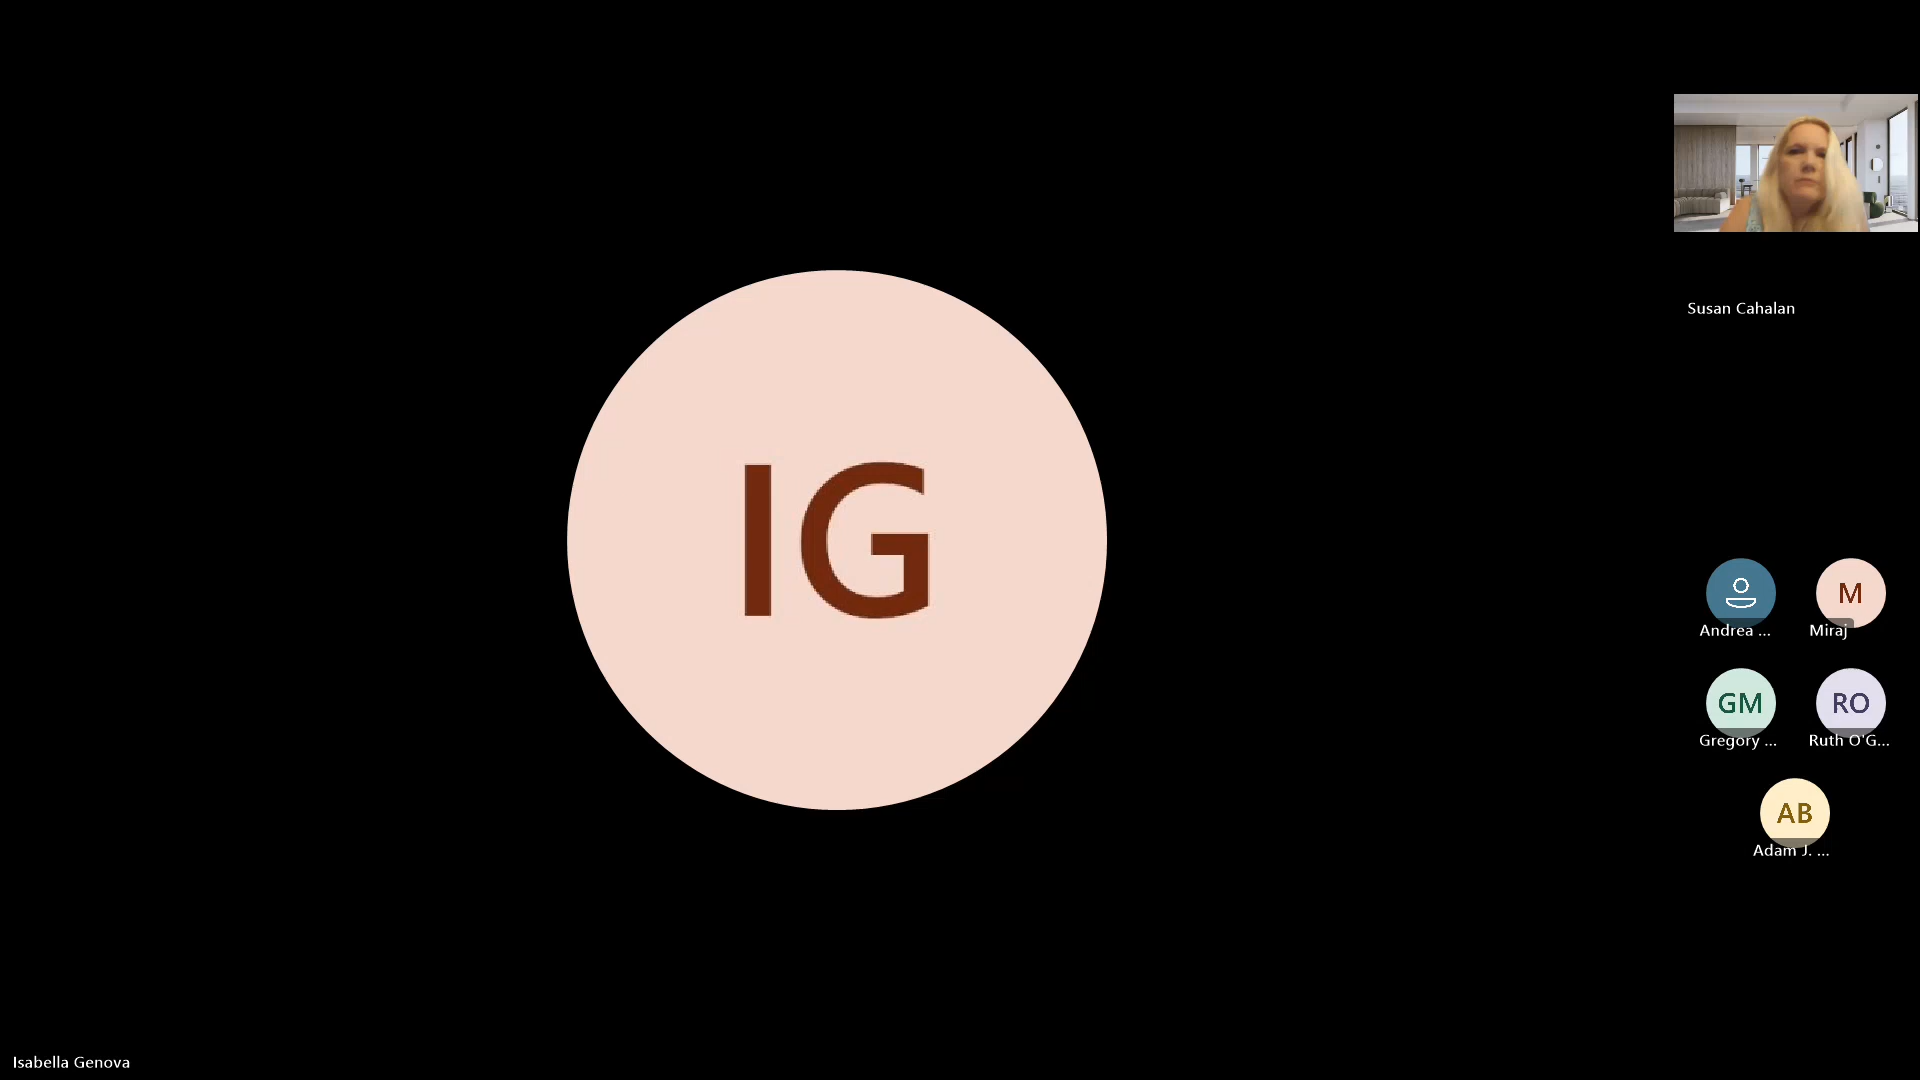 IG
Susan Cahalan
M
Andrea ...
Miraj
GM
RO
Gregory ...
Ruth O'G...
AB
Adam J. ...
Isabella Genova